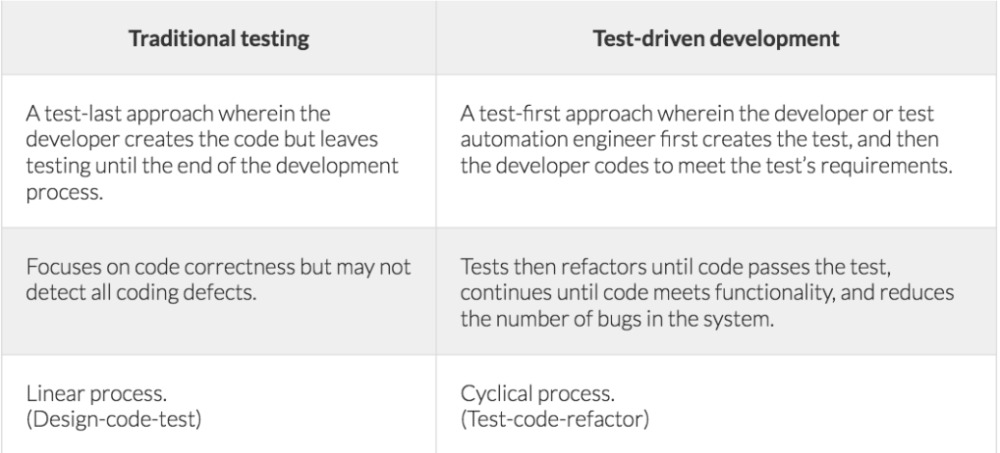 Traditional testing
Test-driven development
A test-last approach wherein the
developer creates the code but leaves
testing until the end of the development
process.
A test-first approach wherein the developer or test
automation engineer first creates the test, and then
the developer codes to meet the test’s requirements.
Focuses on code correctness but may not
detect all coding defects.
Tests then refactors until code passes the test,
continues until code meets functionality, and reduces
the number of bugs in the system.
Linear process.
(Design-code-test)
Cyclical process.
(Test-code-refactor)